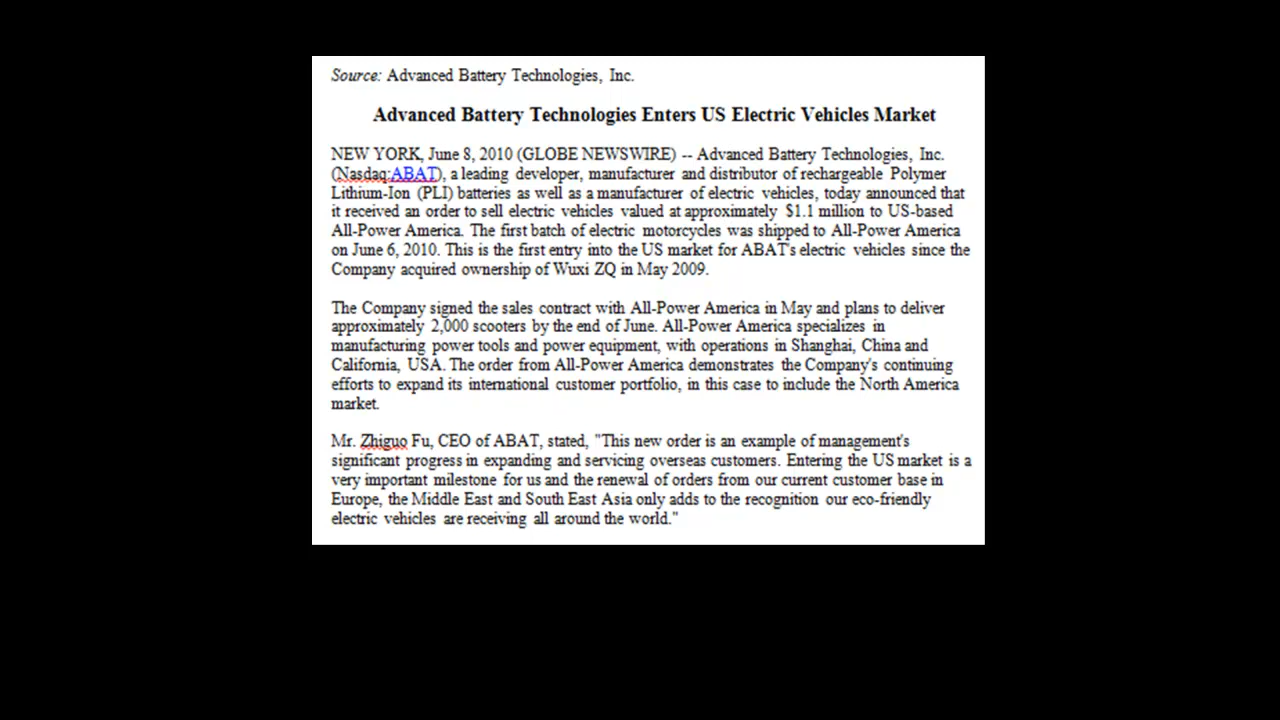 Source: Advanced Battery Technologies, Inc.
Advanced Battery Technologies Enters US Electric Vehicles Market
NEW YORK, June 8, 2010 (GLOBE NEWSWIRE) -- Advanced Battery Technologies, Inc.
(Nasdaq:ABAT), a leading developer, manufacturer and distributor of rechargeable Polymer
Lithium-Ion (PLI) batteries as well as a manufacturer of electric vehicles, today announced that
it received an order to sell electric vehicles valued at approximately $1.1 million to US-based
All-Power America. The first batch of electric motorcycles was shipped to All-Power America
on June 6, 2010. This is the first entry into the US market for ABAT's electric vehicles since the
Company acquired ownership of Wuxi ZQ in May 2009.
The Company signed the sales contract with All-Power America in May and plans to deliver
approximately 2,000 scooters by the end of June. All-Power America specializes in
manufacturing power tools and power equipment, with operations in Shanghai, China and
California, USA. The order from All-Power America demonstrates the Company's continuing
efforts to expand its international customer portfolio, in this case to include the North America
market.
Mr. Zhiguo Fu, CEO of ABAT, stated, "This new order is an example of management's
significant progress in expanding and servicing overseas customers. Entering the US market is a
very important milestone for us and the renewal of orders from our current customer base in
Europe, the Middle East and South East Asia only adds to the recognition our eco-friendly
electric vehicles are receiving all around the world."